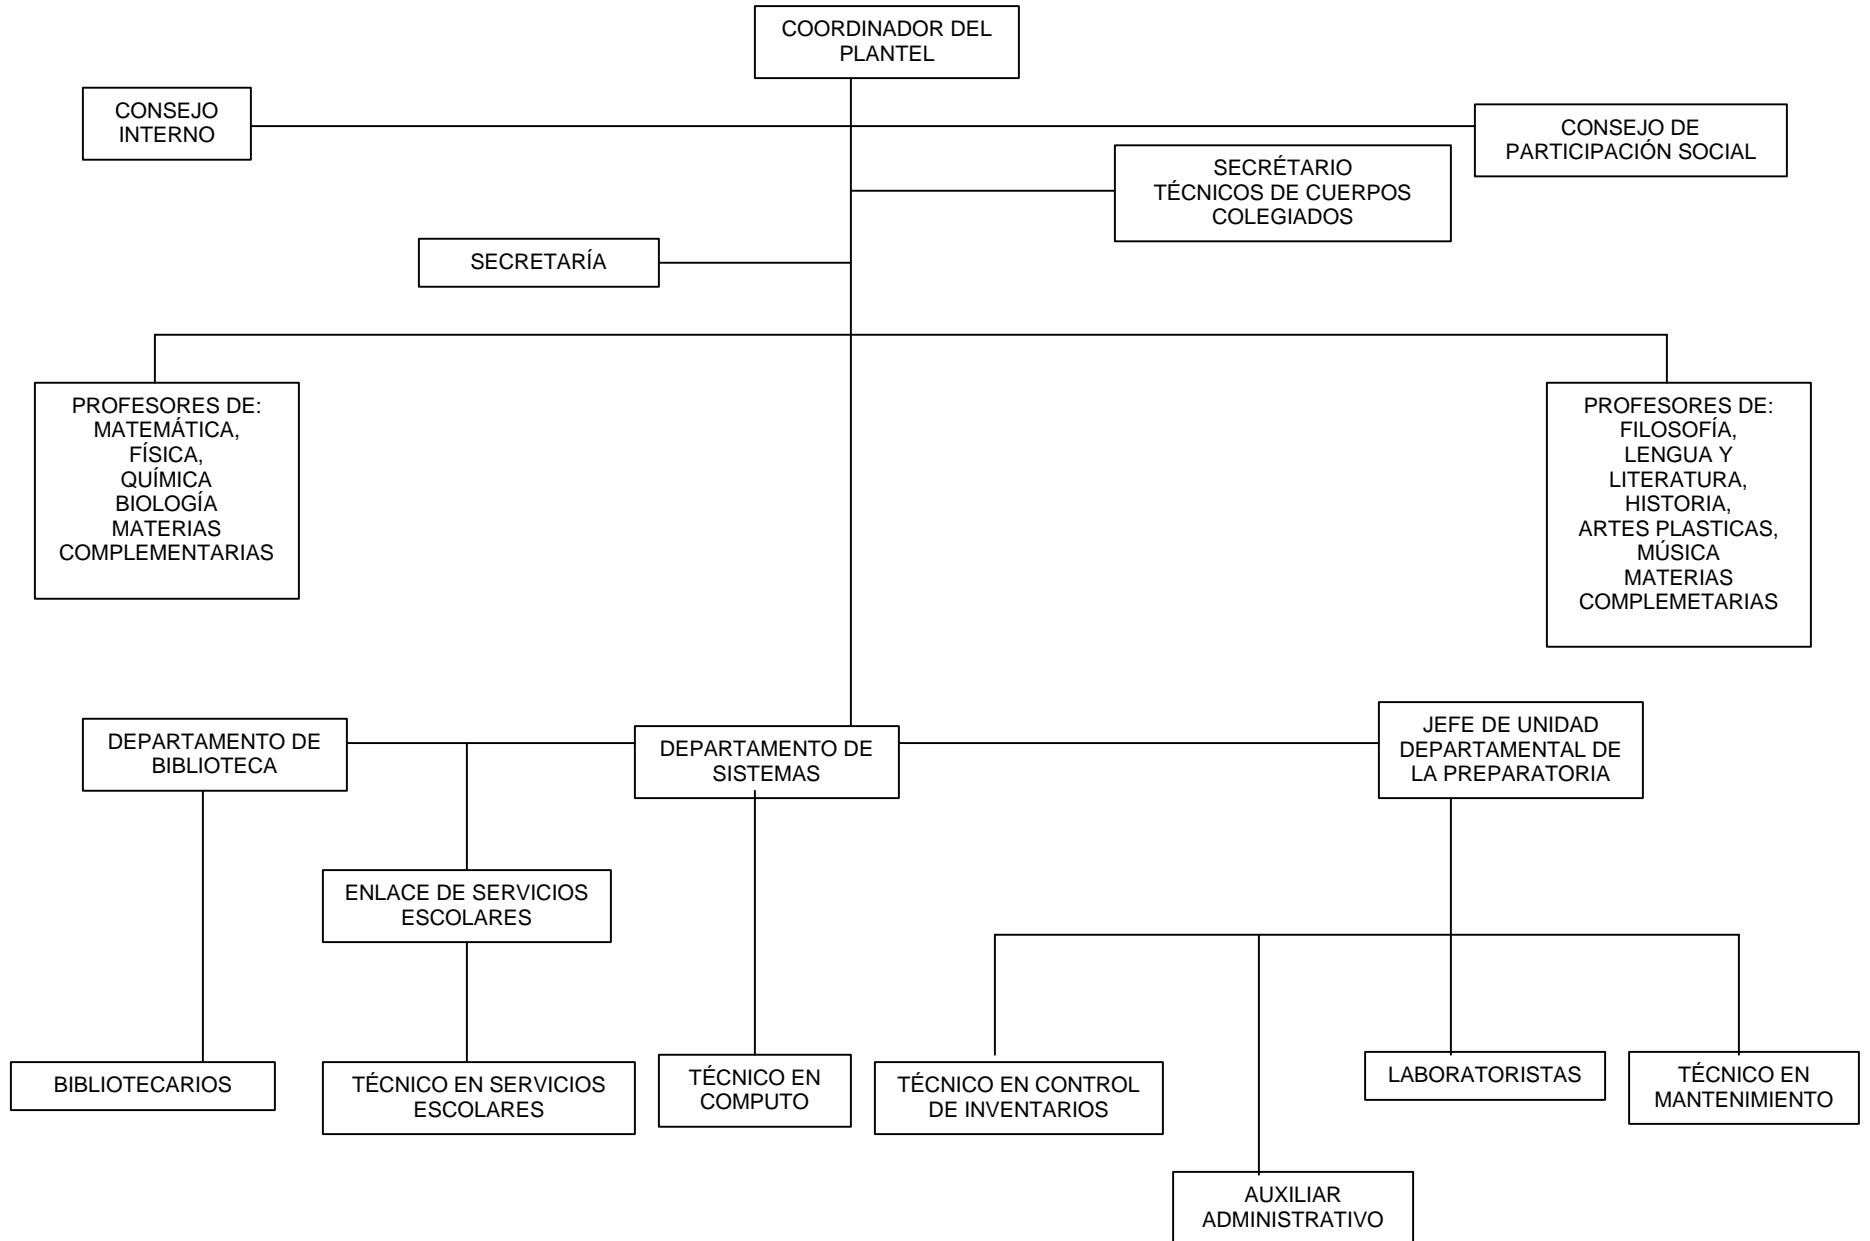 COORDINADOR DEL
PLANTEL
CONSEJO
INTERNO
CONSEJO DE
PARTICIPACIÓN SOCIAL
SECRÉTARIO
TÉCNICOS DE CUERPOS
COLEGIADOS
SECRETARÍA
PROFESORES DE:
MATEMÁTICA,
FÍSICA,
QUÍMICA
BIOLOGÍA
MATERIAS
COMPLEMENTARIAS
PROFESORES DE:
FILOSOFÍA,
LENGUA Y
LITERATURA,
HISTORIA,
ARTES PLASTICAS,
MÚSICA
MATERIAS
COMPLEMETARIAS
DEPARTAMENTO DE
BIBLIOTECA
DEPARTAMENTO DE
SISTEMAS
JEFE DE UNIDAD
DEPARTAMENTAL DE
LA PREPARATORIA
ENLACE DE SERVICIOS
ESCOLARES
BIBLIOTECARIOS
TÉCNICO EN SERVICIOS
ESCOLARES
TÉCNICO EN
COMPUTO
TÉCNICO EN CONTROL
DE INVENTARIOS
LABORATORISTAS
TÉCNICO EN
MANTENIMIENTO
AUXILIAR
ADMINISTRATIVO